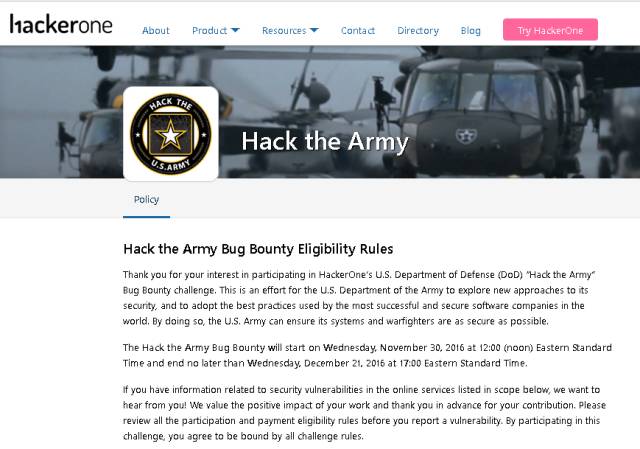 hackerone
About Product Resources Contact Directory Blog Try HackerOne
HACK THE
U.S.ARMY
Hack the Army
Policy
Hack the Army Bug Bounty Eligibility Rules
Thank you for your interest in participating in HackerOne's U.S. Department of Defense (DoD) "Hack the Army"
Bug Bounty challenge. This is an effort for the U.S. Department of the Army to explore new approaches to its
security, and to adopt the best practices used by the most successful and secure software companies in the
world. By doing so, the U.S. Army can ensure its systems and warfighters are as secure as possible.
The Hack the Army Bug Bounty will start on Wednesday, November 30, 2016 at 12:00 (noon) Eastern Standard
Time and end no later than Wednesday, December 21, 2016 at 17:00 Eastern Standard Time.
If you have information related to security vulnerabilities in the online services listed in scope below, we want to
hear from you! We value the positive impact of your work and thank you in advance for your contribution. Please
review all the participation and payment eligibility rules before you report a vulnerability. By participating in this
challenge, you agree to be bound by all challenge rules.